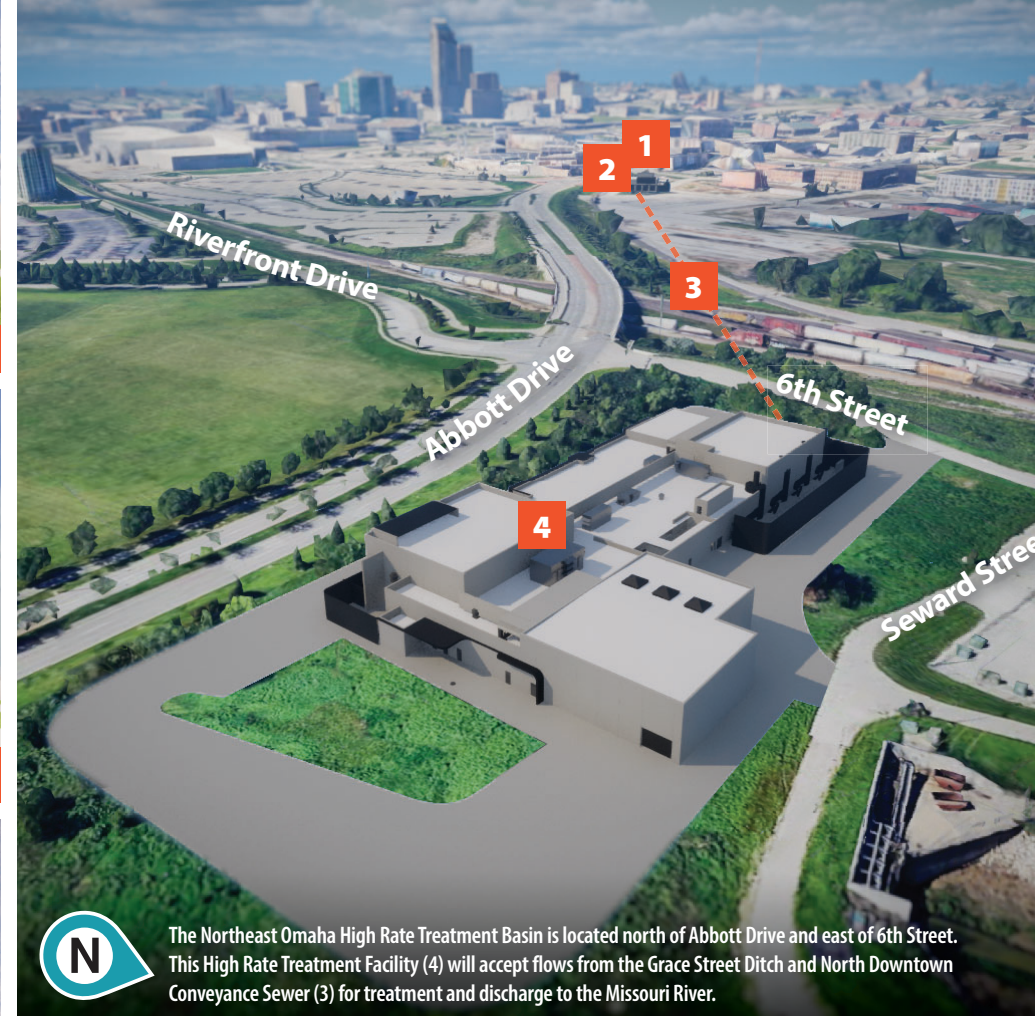 1
2
Riverfront Drive
3
Abbott Drive
6th Street
4
Seward Stree
N
The Northeast Omaha High Rate Treatment Basin is located north of Abbott Drive and east of 6th Street.
This High Rate Treatment Facility (4) will accept flows from the Grace Street Ditch and North Downtown
Conveyance Sewer (3) for treatment and discharge to the Missouri River.